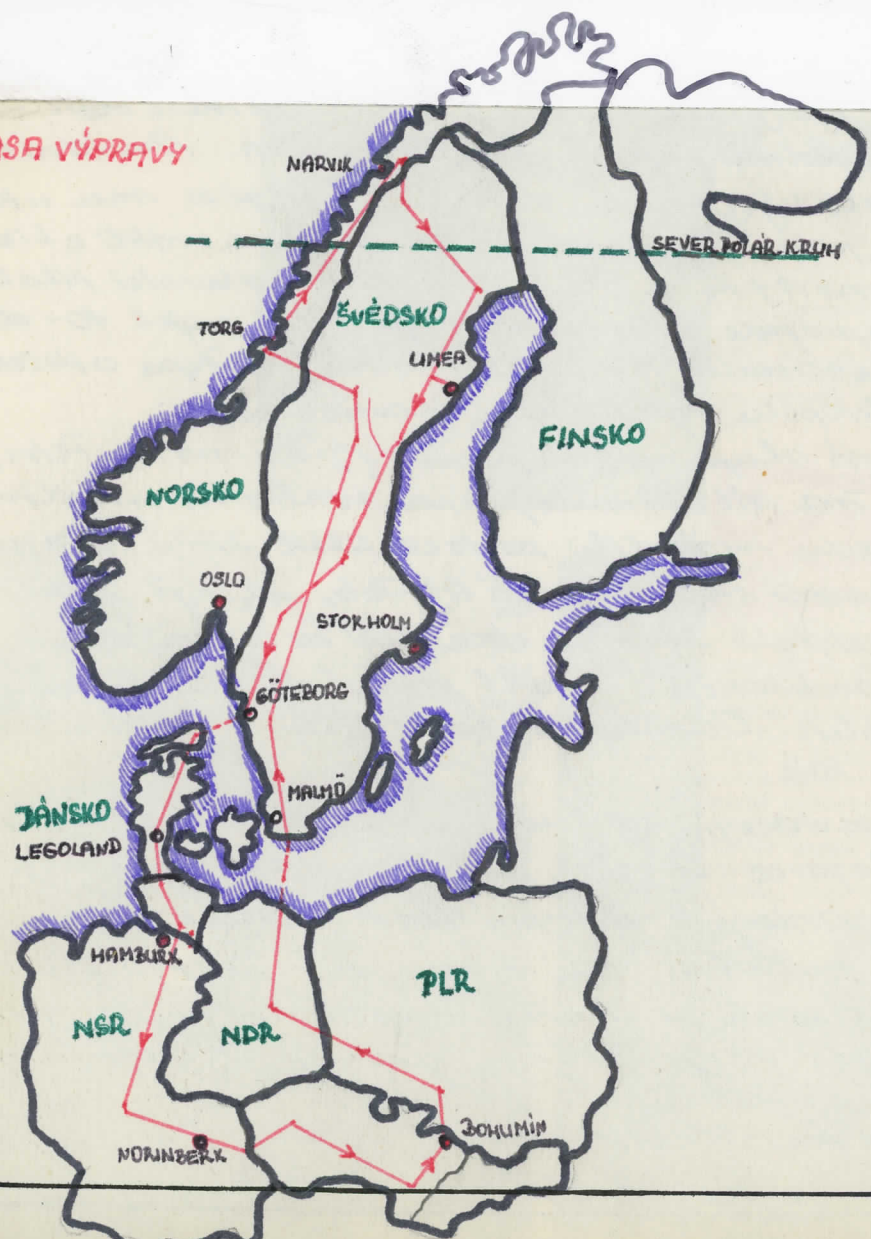 ASA VÝPRAVY
NARVIK
SEVER. POLÁR. KRUH
TORG
ŠVÉDSKO
UMEA
FINSKO
NORSKO
OSLO
STOKHOLM
GÖTEBORG
MALMÖ
DÁNSKO
LEGOLAND
HAMBURK
PLR
NSR
NDR
BOHUMÍN
NORINBERK